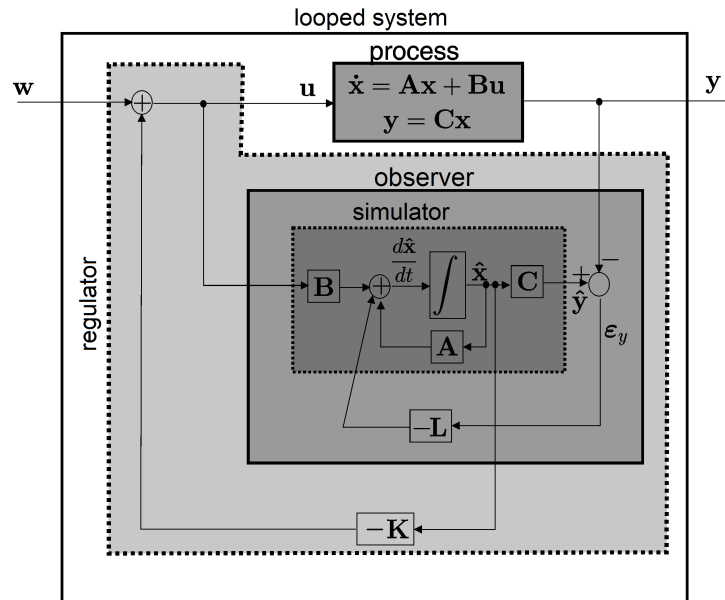 looped system
process
w
u
ẋ = Ax + Bu
y = Cx
y
observer
simulator
dx̂/dt
∫
x̂
B
C
+
−
ŷ
A
ε_y
−L
regulator
−K